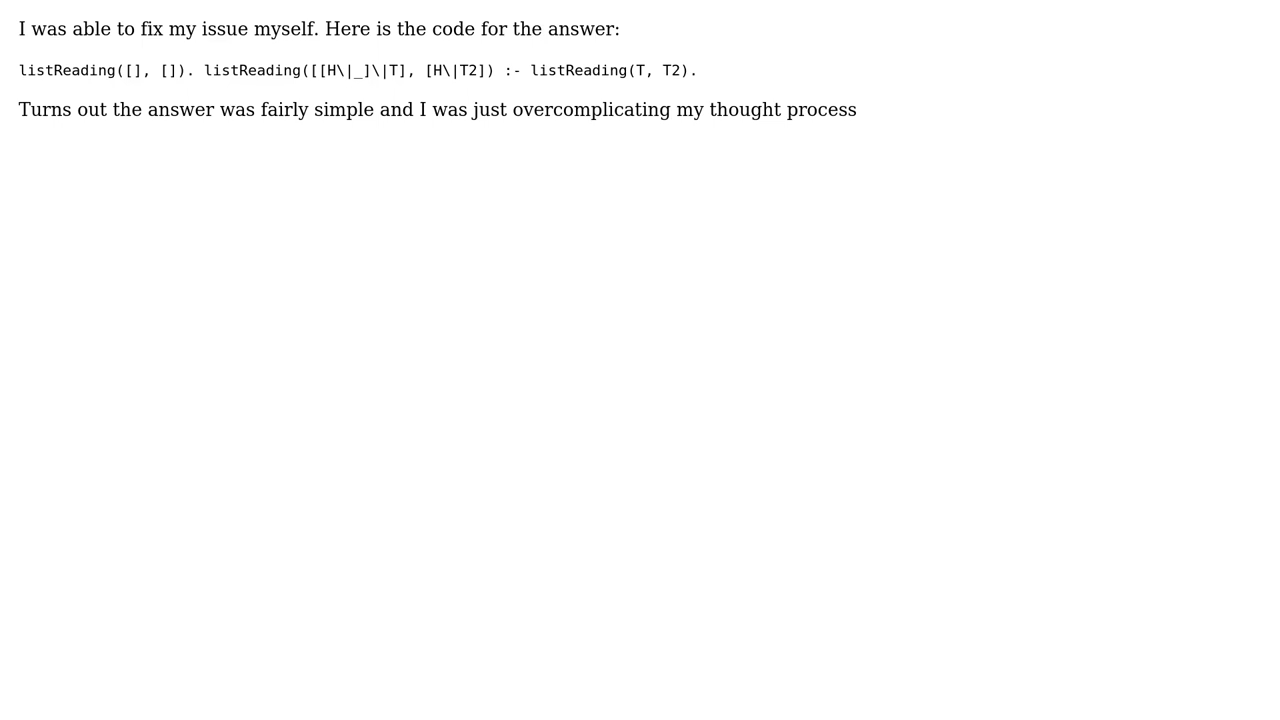 I was able to fix my issue myself. Here is the code for the answer:
listReading([], []). listReading([[H\|_]\|T], [H\|T2]) :- listReading(T, T2).
Turns out the answer was fairly simple and I was just overcomplicating my thought process